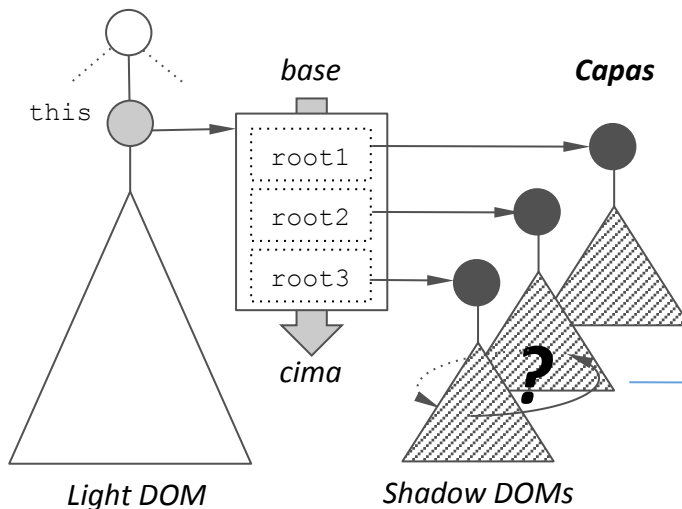 base
Capas
this
root1
root2
root3
cima
?
Light DOM
Shadow DOMs